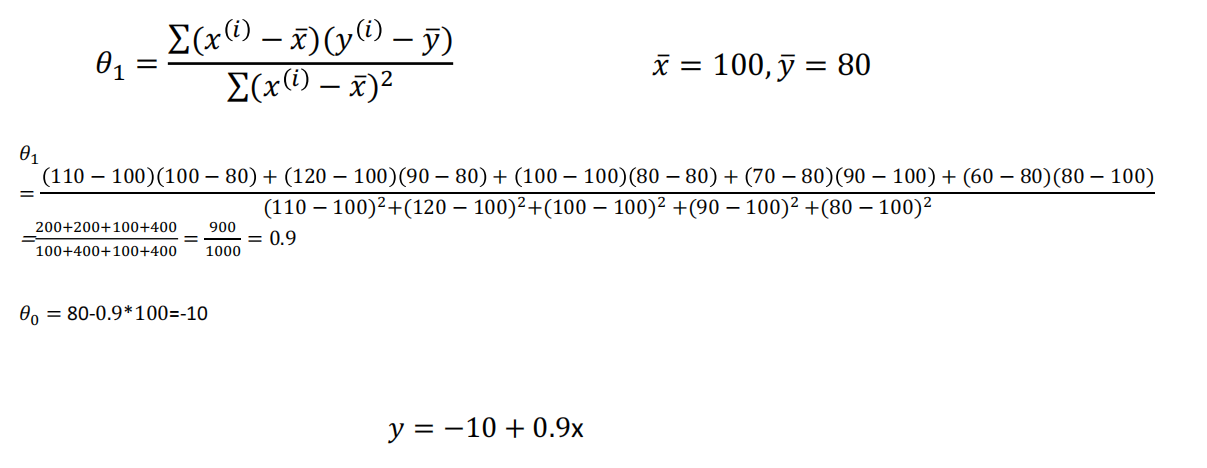 θ₁ = Σ(x⁽ⁱ⁾ − x̄)(y⁽ⁱ⁾ − ȳ) / Σ(x⁽ⁱ⁾ − x̄)²
x̄ = 100, ȳ = 80
θ₁
= (110 − 100)(100 − 80) + (120 − 100)(90 − 80) + (100 − 100)(80 − 80) + (70 − 80)(90 − 100) + (60 − 80)(80 − 100) / (110 − 100)²+(120 − 100)²+(100 − 100)² +(90 − 100)² +(80 − 100)²
= 200+200+100+400 / 100+400+100+400 = 900 / 1000 = 0.9
θ₀ = 80-0.9*100=-10
y = −10 + 0.9x